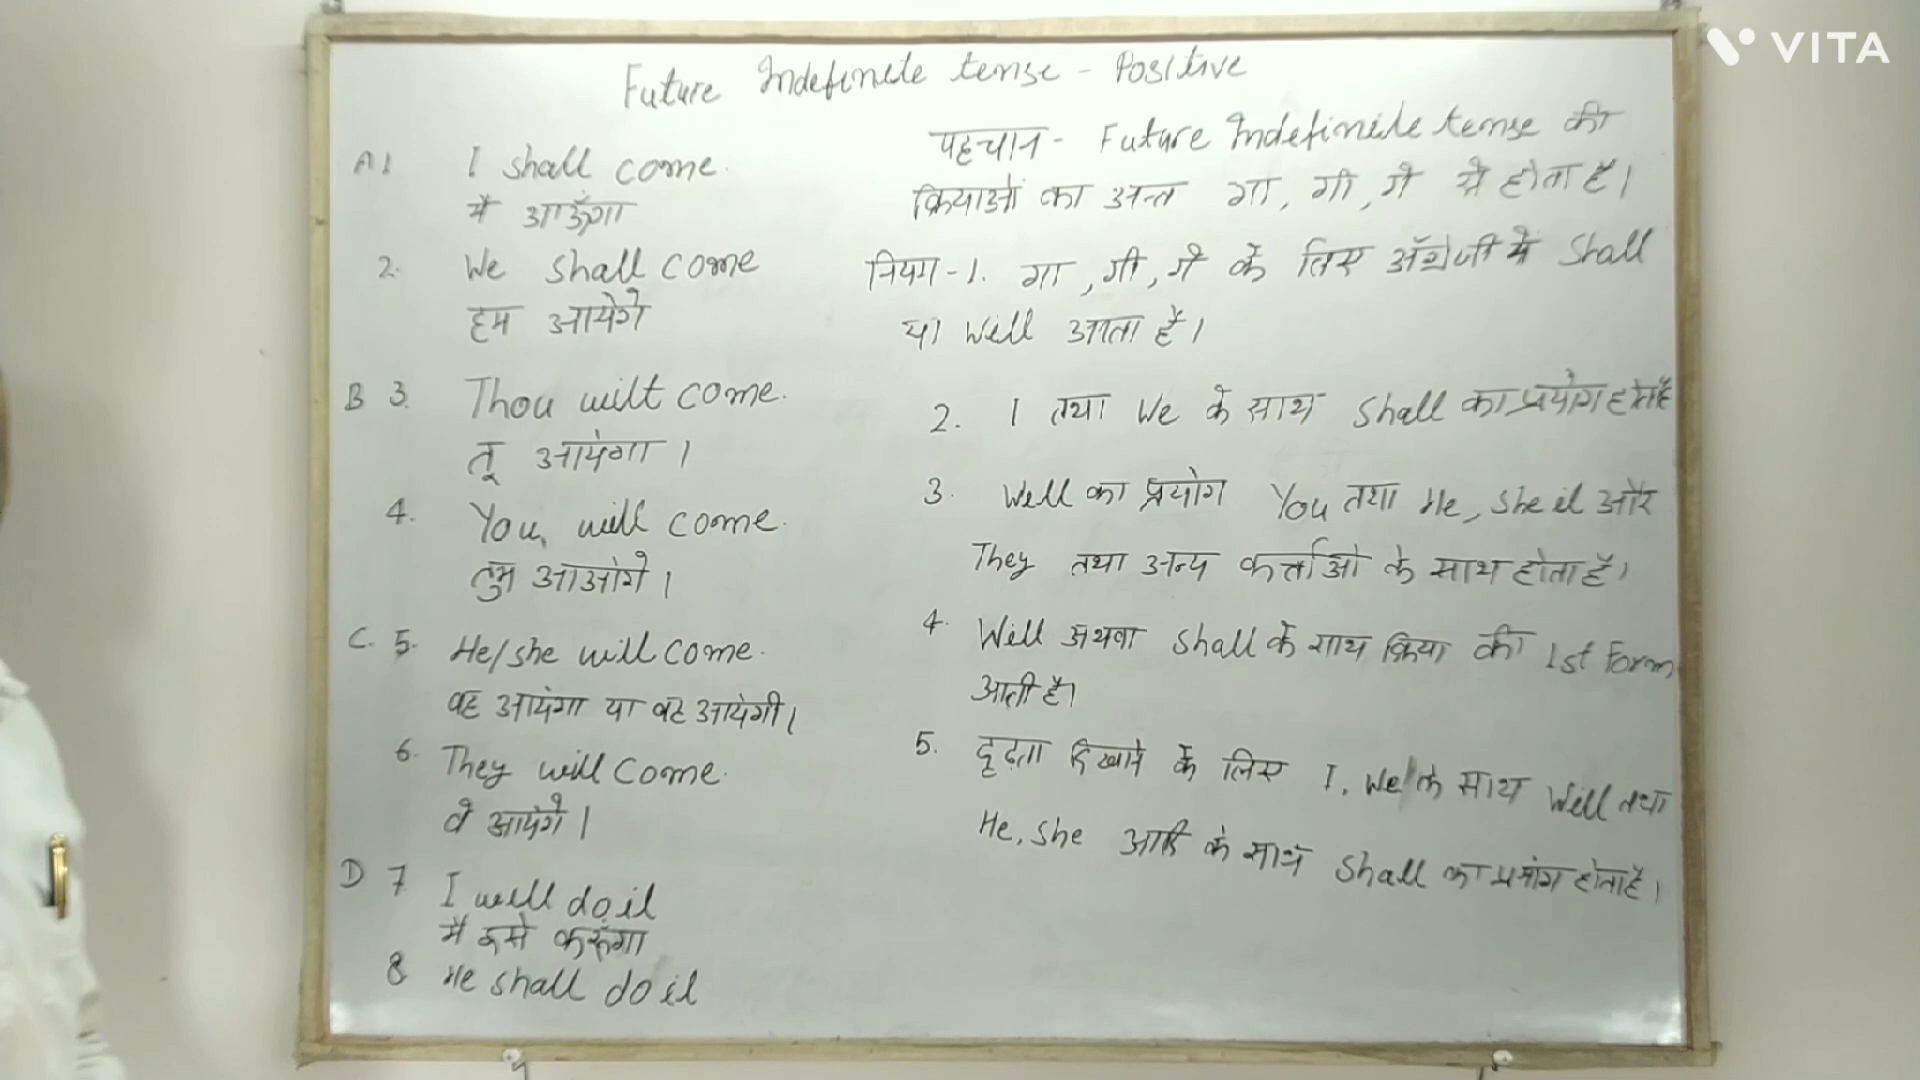 VITA
Future Indefinite tense - Positive
A 1 I shall come.
मै आऊँगा
2. We shall come
हम आयेगे
B 3. Thou wilt come.
तू आयेगा।
4. You, will come.
तुम आओगे।
C. 5. He/she will come.
वह आयेगा या वह आयेगी।
6. They will come.
वे आयेगे।
D 7 I will do it
मैं इसे करूंगा
8 He shall do it
पहचान - Future Indefinite tense की
क्रियाओं का अन्त गा, गी, गे से होता है।
नियम - 1. गा, गी, गे के लिए अँग्रेजी मे Shall
या Will आता है।
2. I तथा We के साथ Shall का प्रयोग होता है
3. Will का प्रयोग You तथा He, She it और
They तथा अन्य कर्त्ताओ के साथ होता है।
4. Will अथवा Shall के साथ क्रिया की 1st Form
आती है।
5. दृढ़ता दिखाने के लिए I, We के साथ Will तथा
He, She आदि के साथ Shall का प्रयोग होता है।